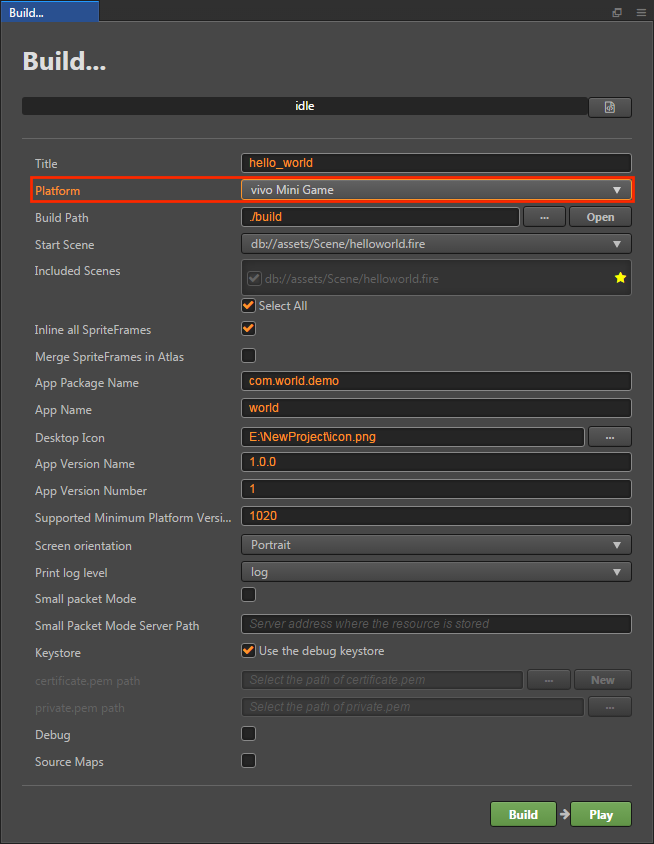 Build...
Build...
idle
Title hello_world
Platform vivo Mini Game
Build Path ./build ... Open
Start Scene db://assets/Scene/helloworld.fire
Included Scenes db://assets/Scene/helloworld.fire
Select All
Inline all SpriteFrames
Merge SpriteFrames in Atlas
App Package Name com.world.demo
App Name world
Desktop Icon E:\NewProject\icon.png ...
App Version Name 1.0.0
App Version Number 1
Supported Minimum Platform Versi... 1020
Screen orientation Portrait
Print log level log
Small packet Mode
Small Packet Mode Server Path Server address where the resource is stored
Keystore Use the debug keystore
certificate.pem path Select the path of certificate.pem ... New
private.pem path Select the path of private.pem ...
Debug
Source Maps
Build Play